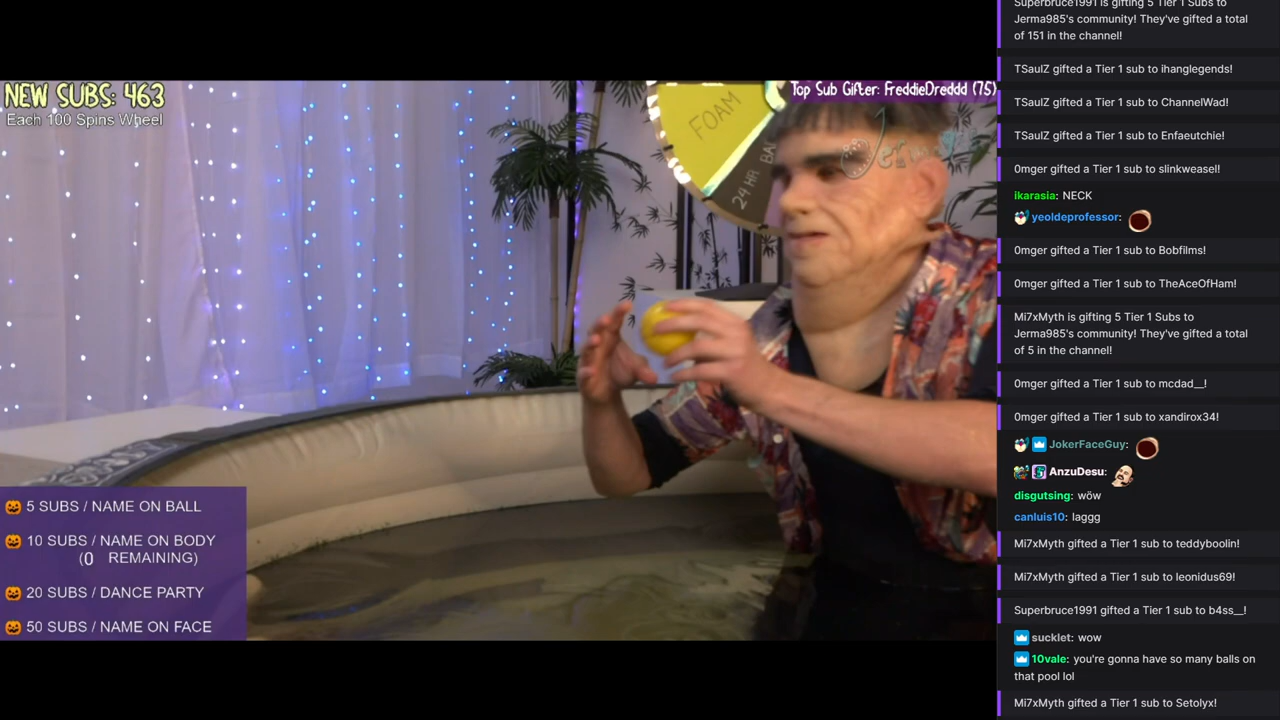 NEW SUBS: 463
Each 100 Spins Wheel
Top Sub Gifter: FreddieDreddd (75)
FOAM
24 HR BA
🎃 5 SUBS / NAME ON BALL
🎃 10 SUBS / NAME ON BODY
(0 REMAINING)
🎃 20 SUBS / DANCE PARTY
🎃 50 SUBS / NAME ON FACE
Superbruce1991 is gifting 5 Tier 1 Subs to
Jerma985's community! They've gifted a total
of 151 in the channel!
TSaulZ gifted a Tier 1 sub to ihanglegends!
TSaulZ gifted a Tier 1 sub to ChannelWad!
TSaulZ gifted a Tier 1 sub to Enfaeutchie!
0mger gifted a Tier 1 sub to slinkweasel!
ikarasia: NECK
yeoldeprofessor:
0mger gifted a Tier 1 sub to Bobfilms!
0mger gifted a Tier 1 sub to TheAceOfHam!
Mi7xMyth is gifting 5 Tier 1 Subs to
Jerma985's community! They've gifted a total
of 5 in the channel!
0mger gifted a Tier 1 sub to mcdad__!
0mger gifted a Tier 1 sub to xandirox34!
JokerFaceGuy:
AnzuDesu:
disgutsing: wöw
canluis10: laggg
Mi7xMyth gifted a Tier 1 sub to teddyboolin!
Mi7xMyth gifted a Tier 1 sub to leonidus69!
Superbruce1991 gifted a Tier 1 sub to b4ss__!
sucklet: wow
10vale: you're gonna have so many balls on
that pool lol
Mi7xMyth gifted a Tier 1 sub to Setolyx!